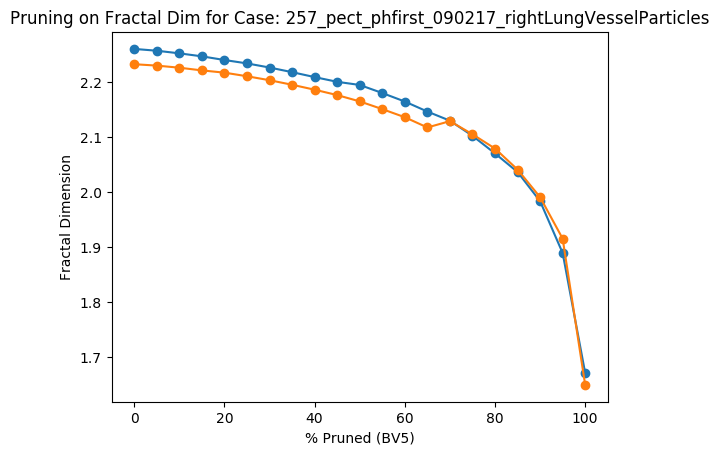 Pruning on Fractal Dim for Case: 257_pect_phfirst_090217_rightLungVesselParticles
Fractal Dimension
2.2
2.1
2.0
1.9
1.8
1.7
0 20 40 60 80 100
% Pruned (BV5)